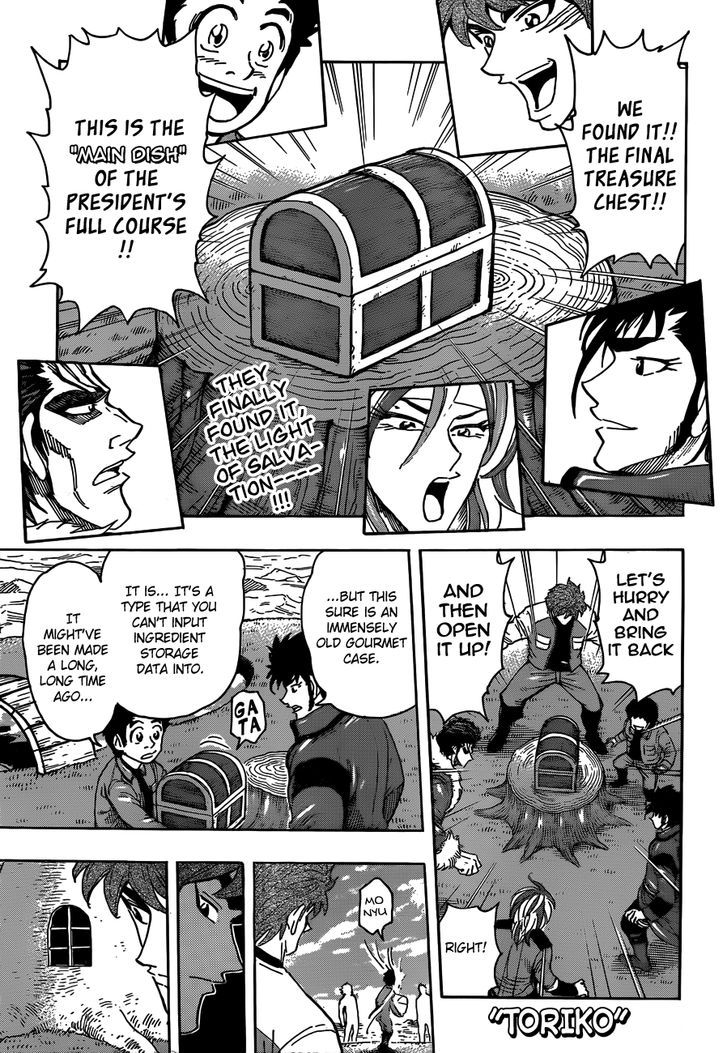 WE
FOUND IT!!
THE FINAL
TREASURE
CHEST!!
THIS IS THE
"MAIN DISH"
OF THE
PRESIDENT'S
FULL COURSE
!!
THEY
FINALLY
FOUND IT,
THE LIGHT
OF SALVA-
TION----
!!!
LET'S
HURRY AND
BRING
IT BACK
AND
THEN
OPEN
IT UP!
RIGHT!
"TORIKO"
...BUT THIS
SURE IS AN
IMMENSELY
OLD GOURMET
CASE.
GA
TA
IT IS... IT'S A
TYPE THAT YOU
CAN'T INPUT
INGREDIENT
STORAGE
DATA INTO.
IT
MIGHT'VE
BEEN MADE
A LONG,
LONG TIME
AGO...
MO
NYU